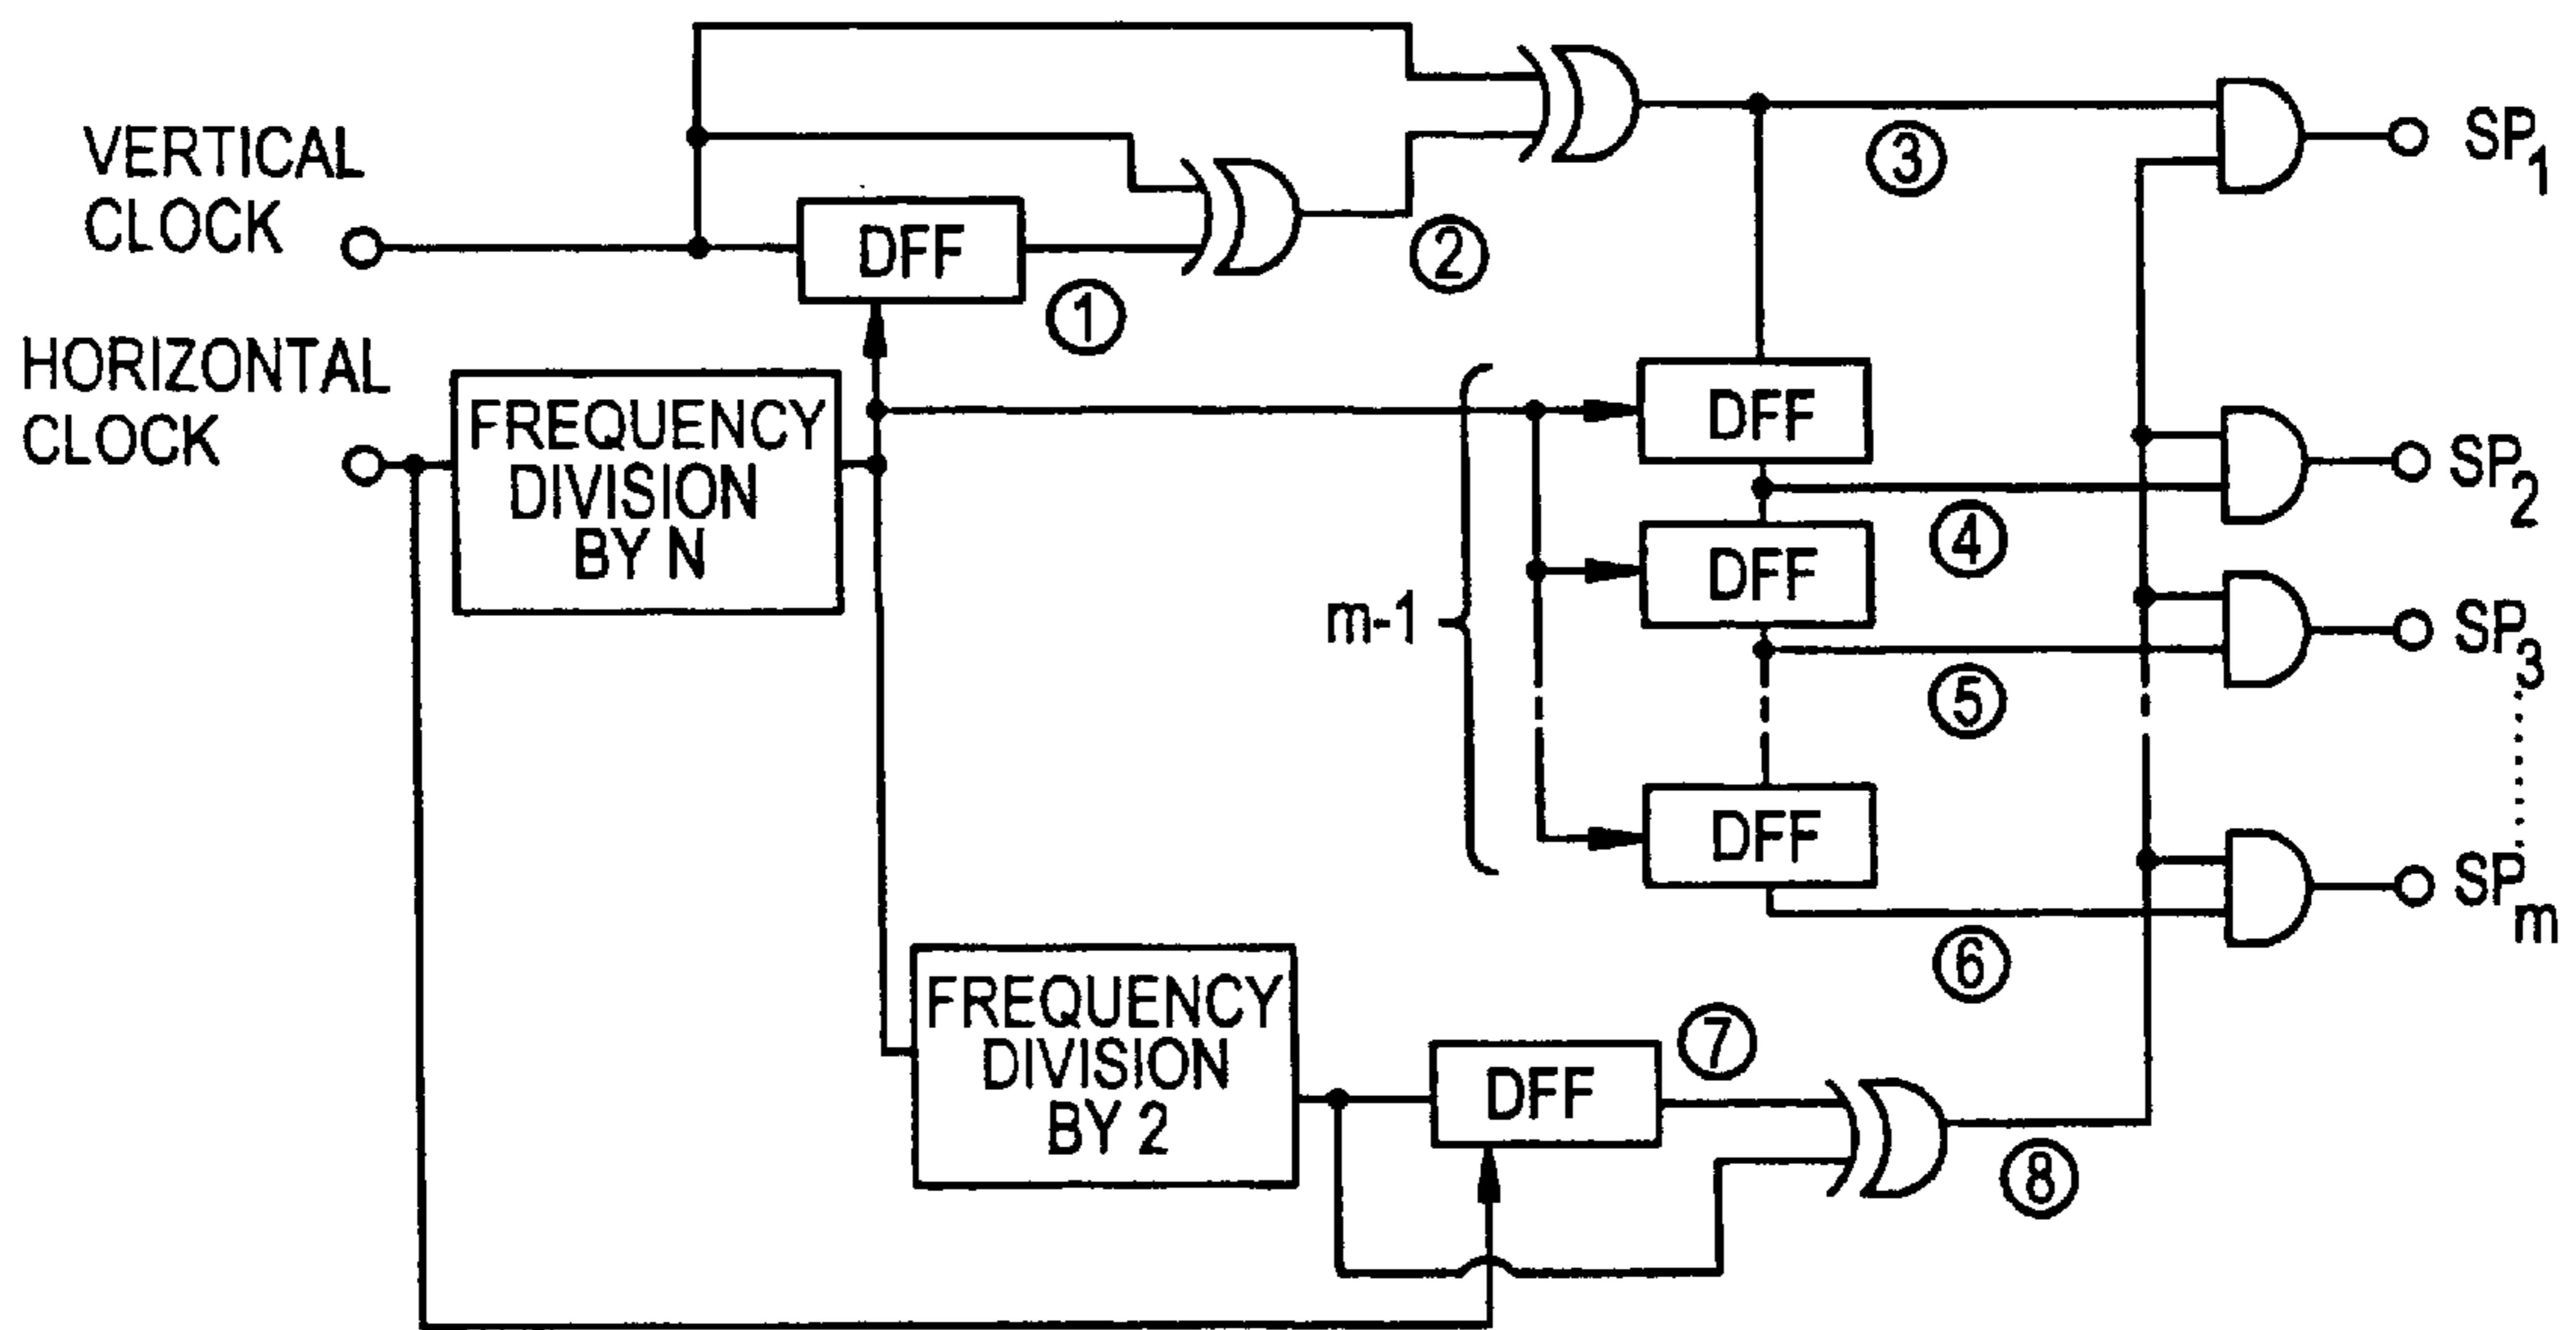 VERTICAL
CLOCK
HORIZONTAL
CLOCK
FREQUENCY
DIVISION
BY N
DFF
①
②
③
SP1
m-1
DFF
④
SP2
DFF
⑤
SP3
DFF
⑥
SPm
FREQUENCY
DIVISION
BY 2
DFF
⑦
⑧